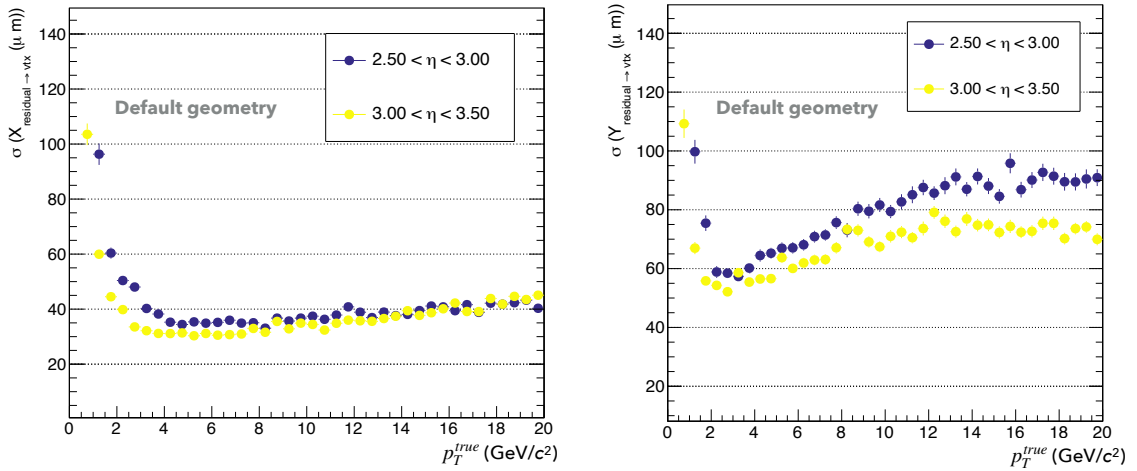 σ (X_residual → vtx (μ m))
140
120
100
80
60
40
20
0 2 4 6 8 10 12 14 16 18 20
p_T^true (GeV/c²)
Default geometry
2.50 < η < 3.00
3.00 < η < 3.50
σ (Y_residual → vtx (μ m))
140
120
100
80
60
40
20
0 2 4 6 8 10 12 14 16 18 20
p_T^true (GeV/c²)
Default geometry
2.50 < η < 3.00
3.00 < η < 3.50